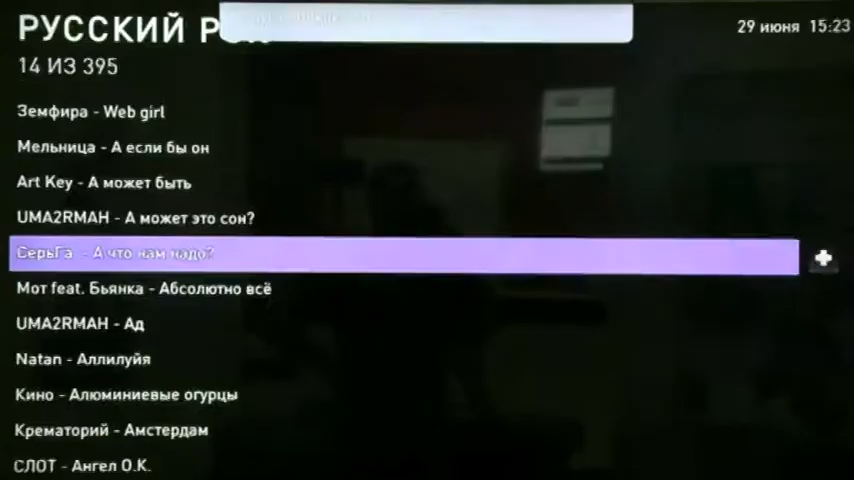 РУССКИЙ
29 июня 15:23
14 ИЗ 395
Земфира - Web girl
Мельница - А если бы он
Art Key - А может быть
UMA2RMAH - А может это сон?
СерьГа - А что нам надо?
Мот feat. Бьянка - Абсолютно всё
UMA2RMAH - Ад
Natan - Аллилуйя
Кино - Алюминиевые огурцы
Крематорий - Амстердам
СЛОТ - Ангел О.К.